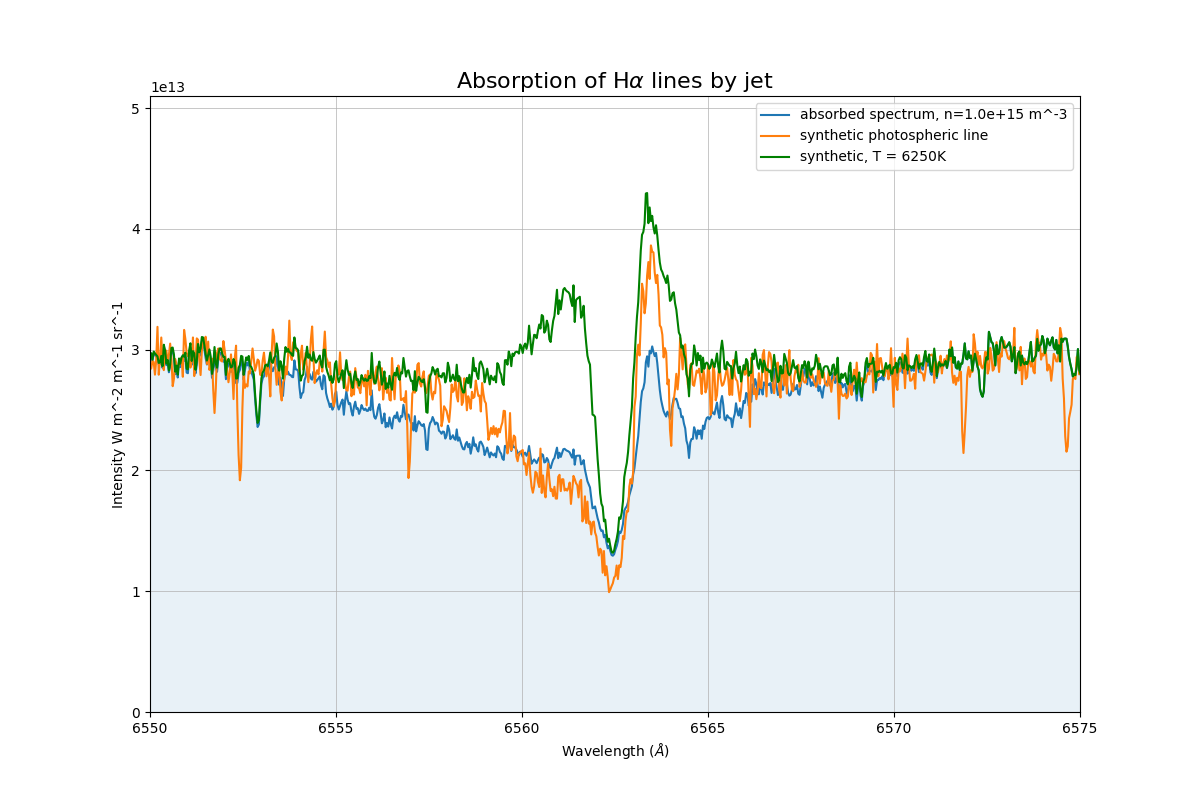 Absorption of Hα lines by jet
1e13
absorbed spectrum, n=1.0e+15 m^-3
synthetic photospheric line
synthetic, T = 6250K
5
4
3
2
1
0
Intensity W m^-2 m^-1 sr^-1
6550
6555
6560
6565
6570
6575
Wavelength (Å)